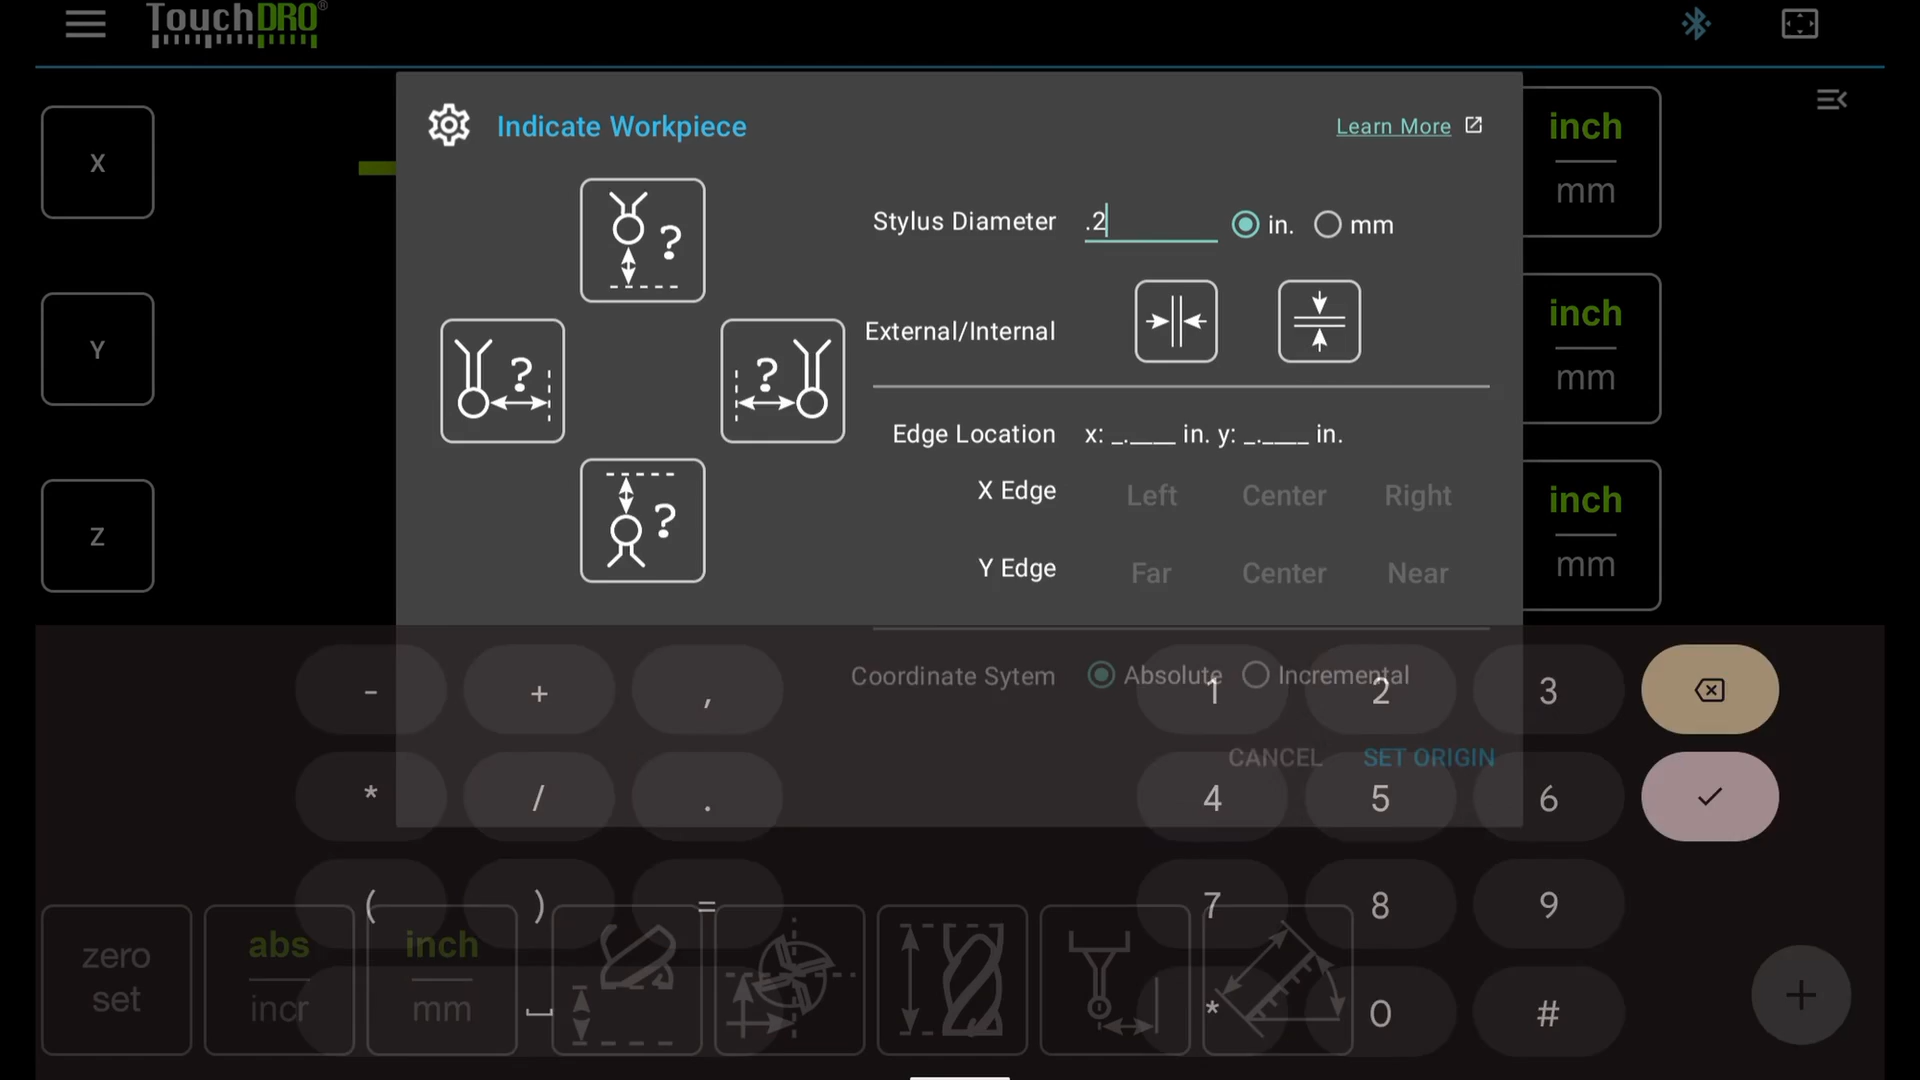 TouchDRO®
Indicate Workpiece
Learn More
X
inch
mm
?
Stylus Diameter .2 in. mm
? ?
External/Internal
Y
inch
mm
Edge Location x: _.____ in. y: _.____ in.
X Edge Left Center Right
?
Z
inch
mm
Y Edge Far Center Near
Coordinate Sytem Absolute Incremental
- + , 1 2 3
CANCEL SET ORIGIN
* / . 4 5 6
( ) = 7 8 9
zero
set
abs
incr
inch
mm
* 0 #
+